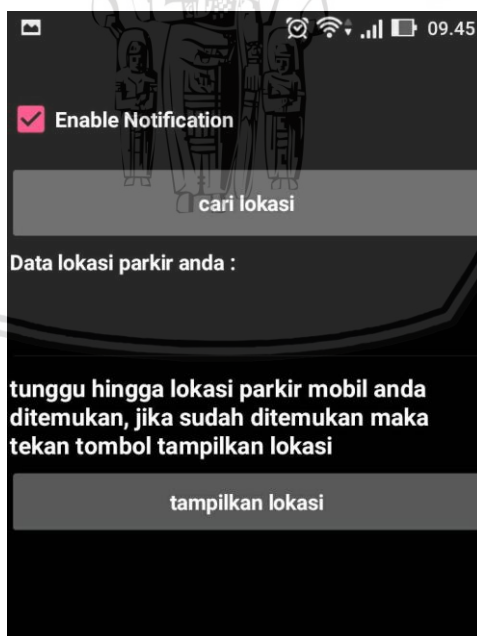 09.45
Enable Notification
cari lokasi
Data lokasi parkir anda :
tunggu hingga lokasi parkir mobil anda
ditemukan, jika sudah ditemukan maka
tekan tombol tampilkan lokasi
tampilkan lokasi